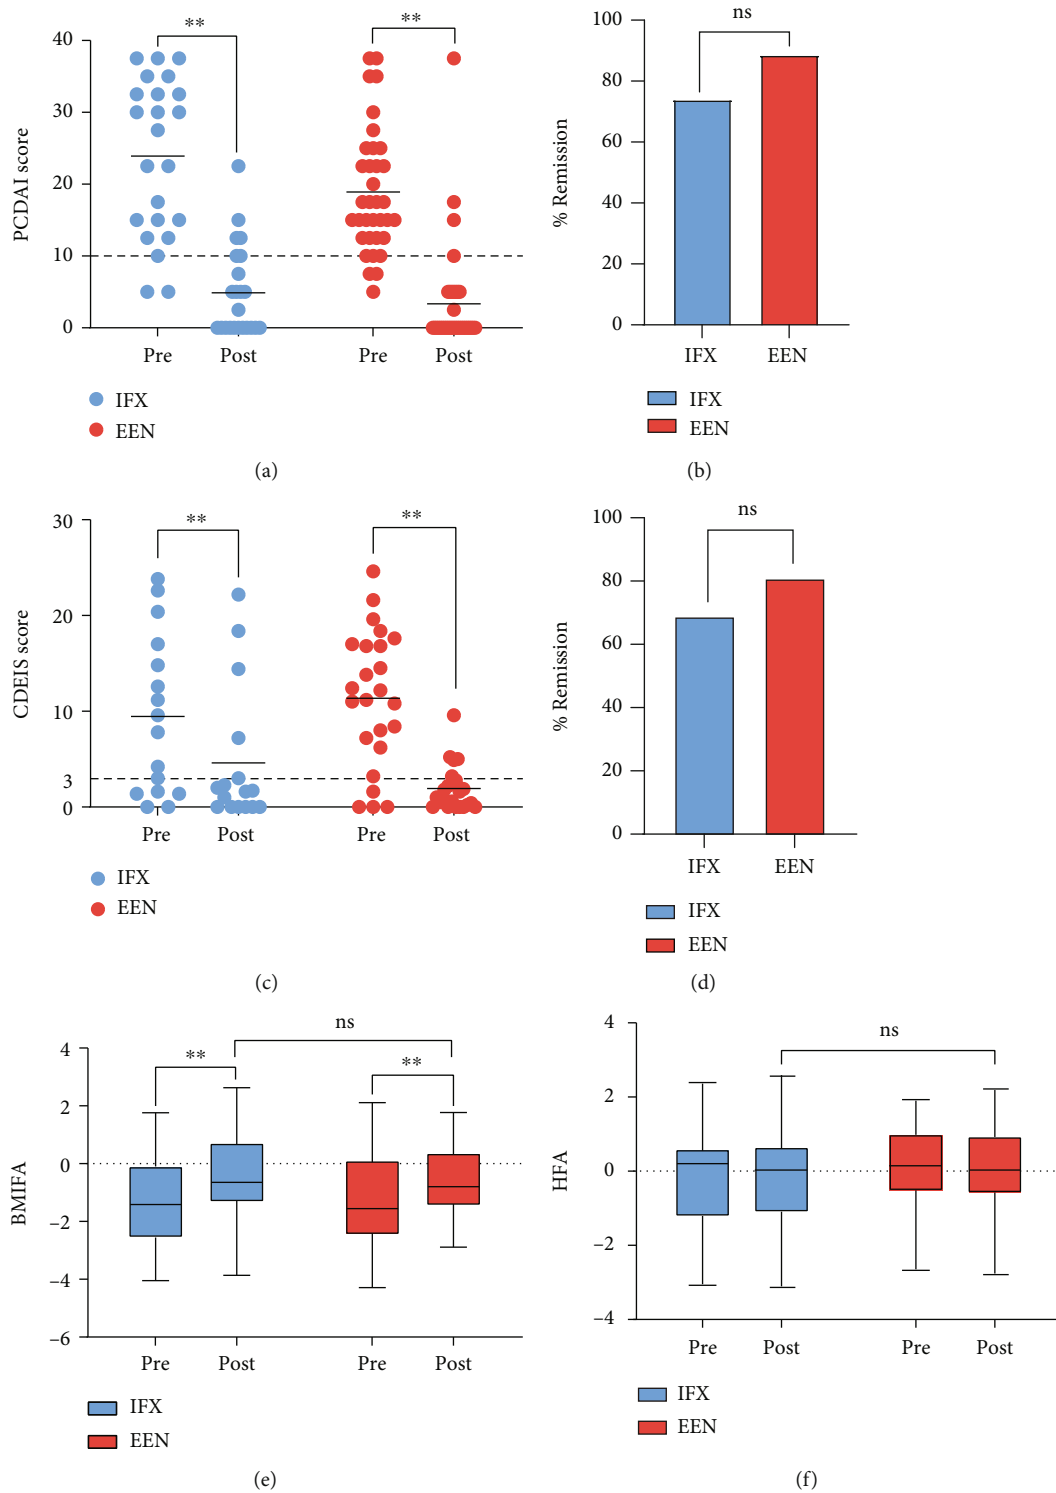 **
**
40
30
20
10
0
PCDAI score
Pre
Post
Pre
Post
IFX
EEN
(a)
ns
100
80
60
40
20
0
% Remission
IFX
EEN
IFX
EEN
(b)
**
**
30
20
10
3
0
CDEIS score
Pre
Post
Pre
Post
IFX
EEN
(c)
ns
100
80
60
40
20
0
% Remission
IFX
EEN
IFX
EEN
(d)
ns
**
**
4
2
0
−2
−4
−6
BMIFA
Pre
Post
Pre
Post
IFX
EEN
(e)
ns
4
2
0
−2
−4
HFA
Pre
Post
Pre
Post
IFX
EEN
(f)